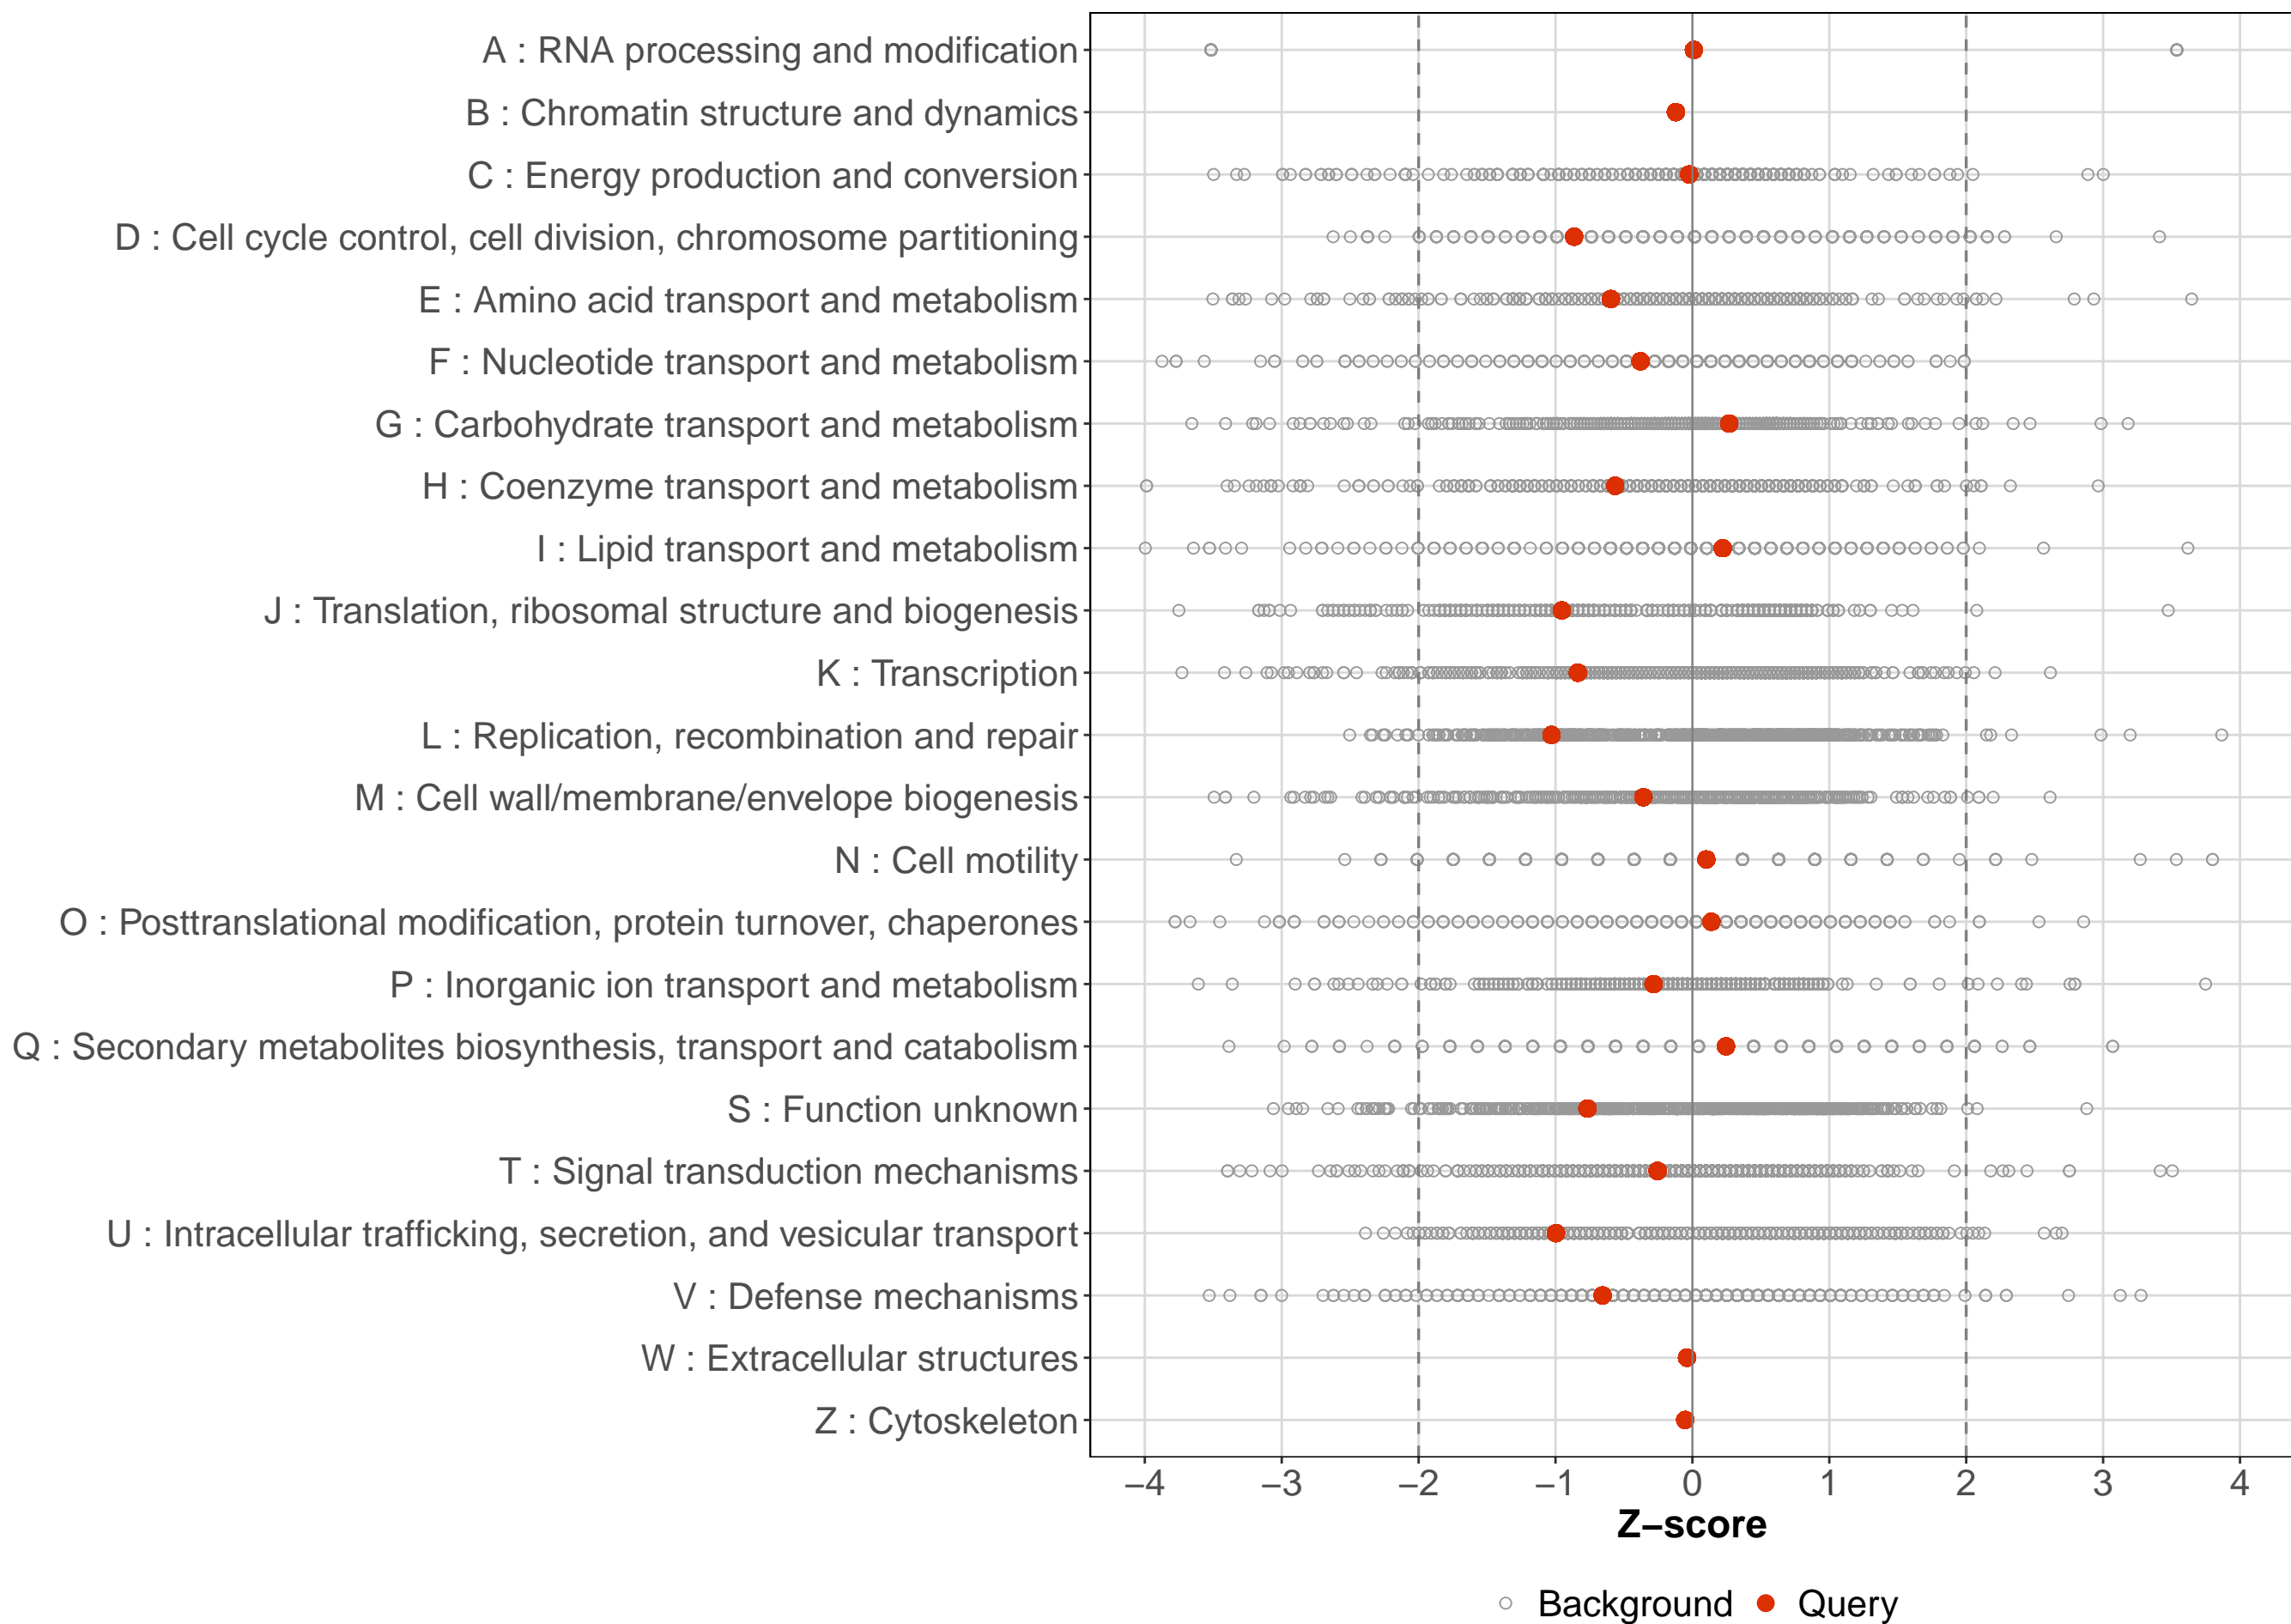 A : RNA processing and modification
B : Chromatin structure and dynamics
C : Energy production and conversion
D : Cell cycle control, cell division, chromosome partitioning
E : Amino acid transport and metabolism
F : Nucleotide transport and metabolism
G : Carbohydrate transport and metabolism
H : Coenzyme transport and metabolism
I : Lipid transport and metabolism
J : Translation, ribosomal structure and biogenesis
K : Transcription
L : Replication, recombination and repair
M : Cell wall/membrane/envelope biogenesis
N : Cell motility
O : Posttranslational modification, protein turnover, chaperones
P : Inorganic ion transport and metabolism
Q : Secondary metabolites biosynthesis, transport and catabolism
S : Function unknown
T : Signal transduction mechanisms
U : Intracellular trafficking, secretion, and vesicular transport
V : Defense mechanisms
W : Extracellular structures
Z : Cytoskeleton
−4 −3 −2 −1 0 1 2 3 4
Z−score
Background Query